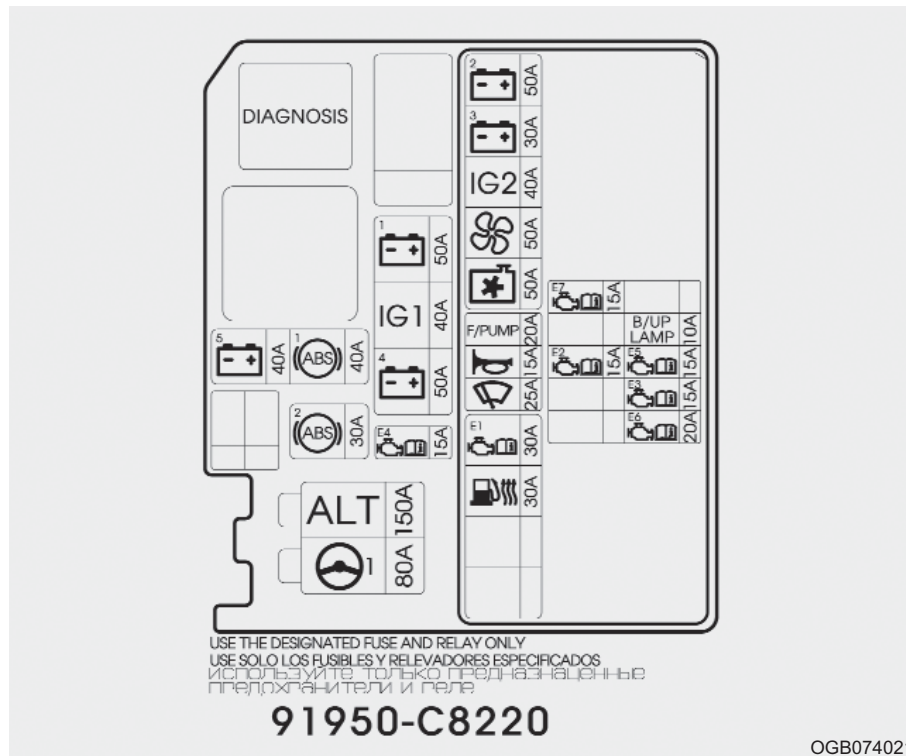 DIAGNOSIS
2 - + 50A
3 - + 30A
IG2 40A
50A
50A
1 - + 50A
IG1 40A
4 - + 50A
5 - + 40A
1 (ABS) 40A
2 (ABS) 30A
E4 15A
F/PUMP 20A
15A
25A
E1 30A
30A
E7 15A
B/UP
LAMP 10A
E2 15A
E5 15A
E3 15A
E6 20A
ALT 150A
1 80A
USE THE DESIGNATED FUSE AND RELAY ONLY
USE SOLO LOS FUSIBLES Y RELEVADORES ESPECIFICADOS
ИСПОЛЬЗУЙТЕ ТОЛЬКО ПРЕДНАЗНАЦЕННЫЕ
ПРЕДОХГАНИТЕЛИ И РЕЛЕ
91950-C8220
OGB07402